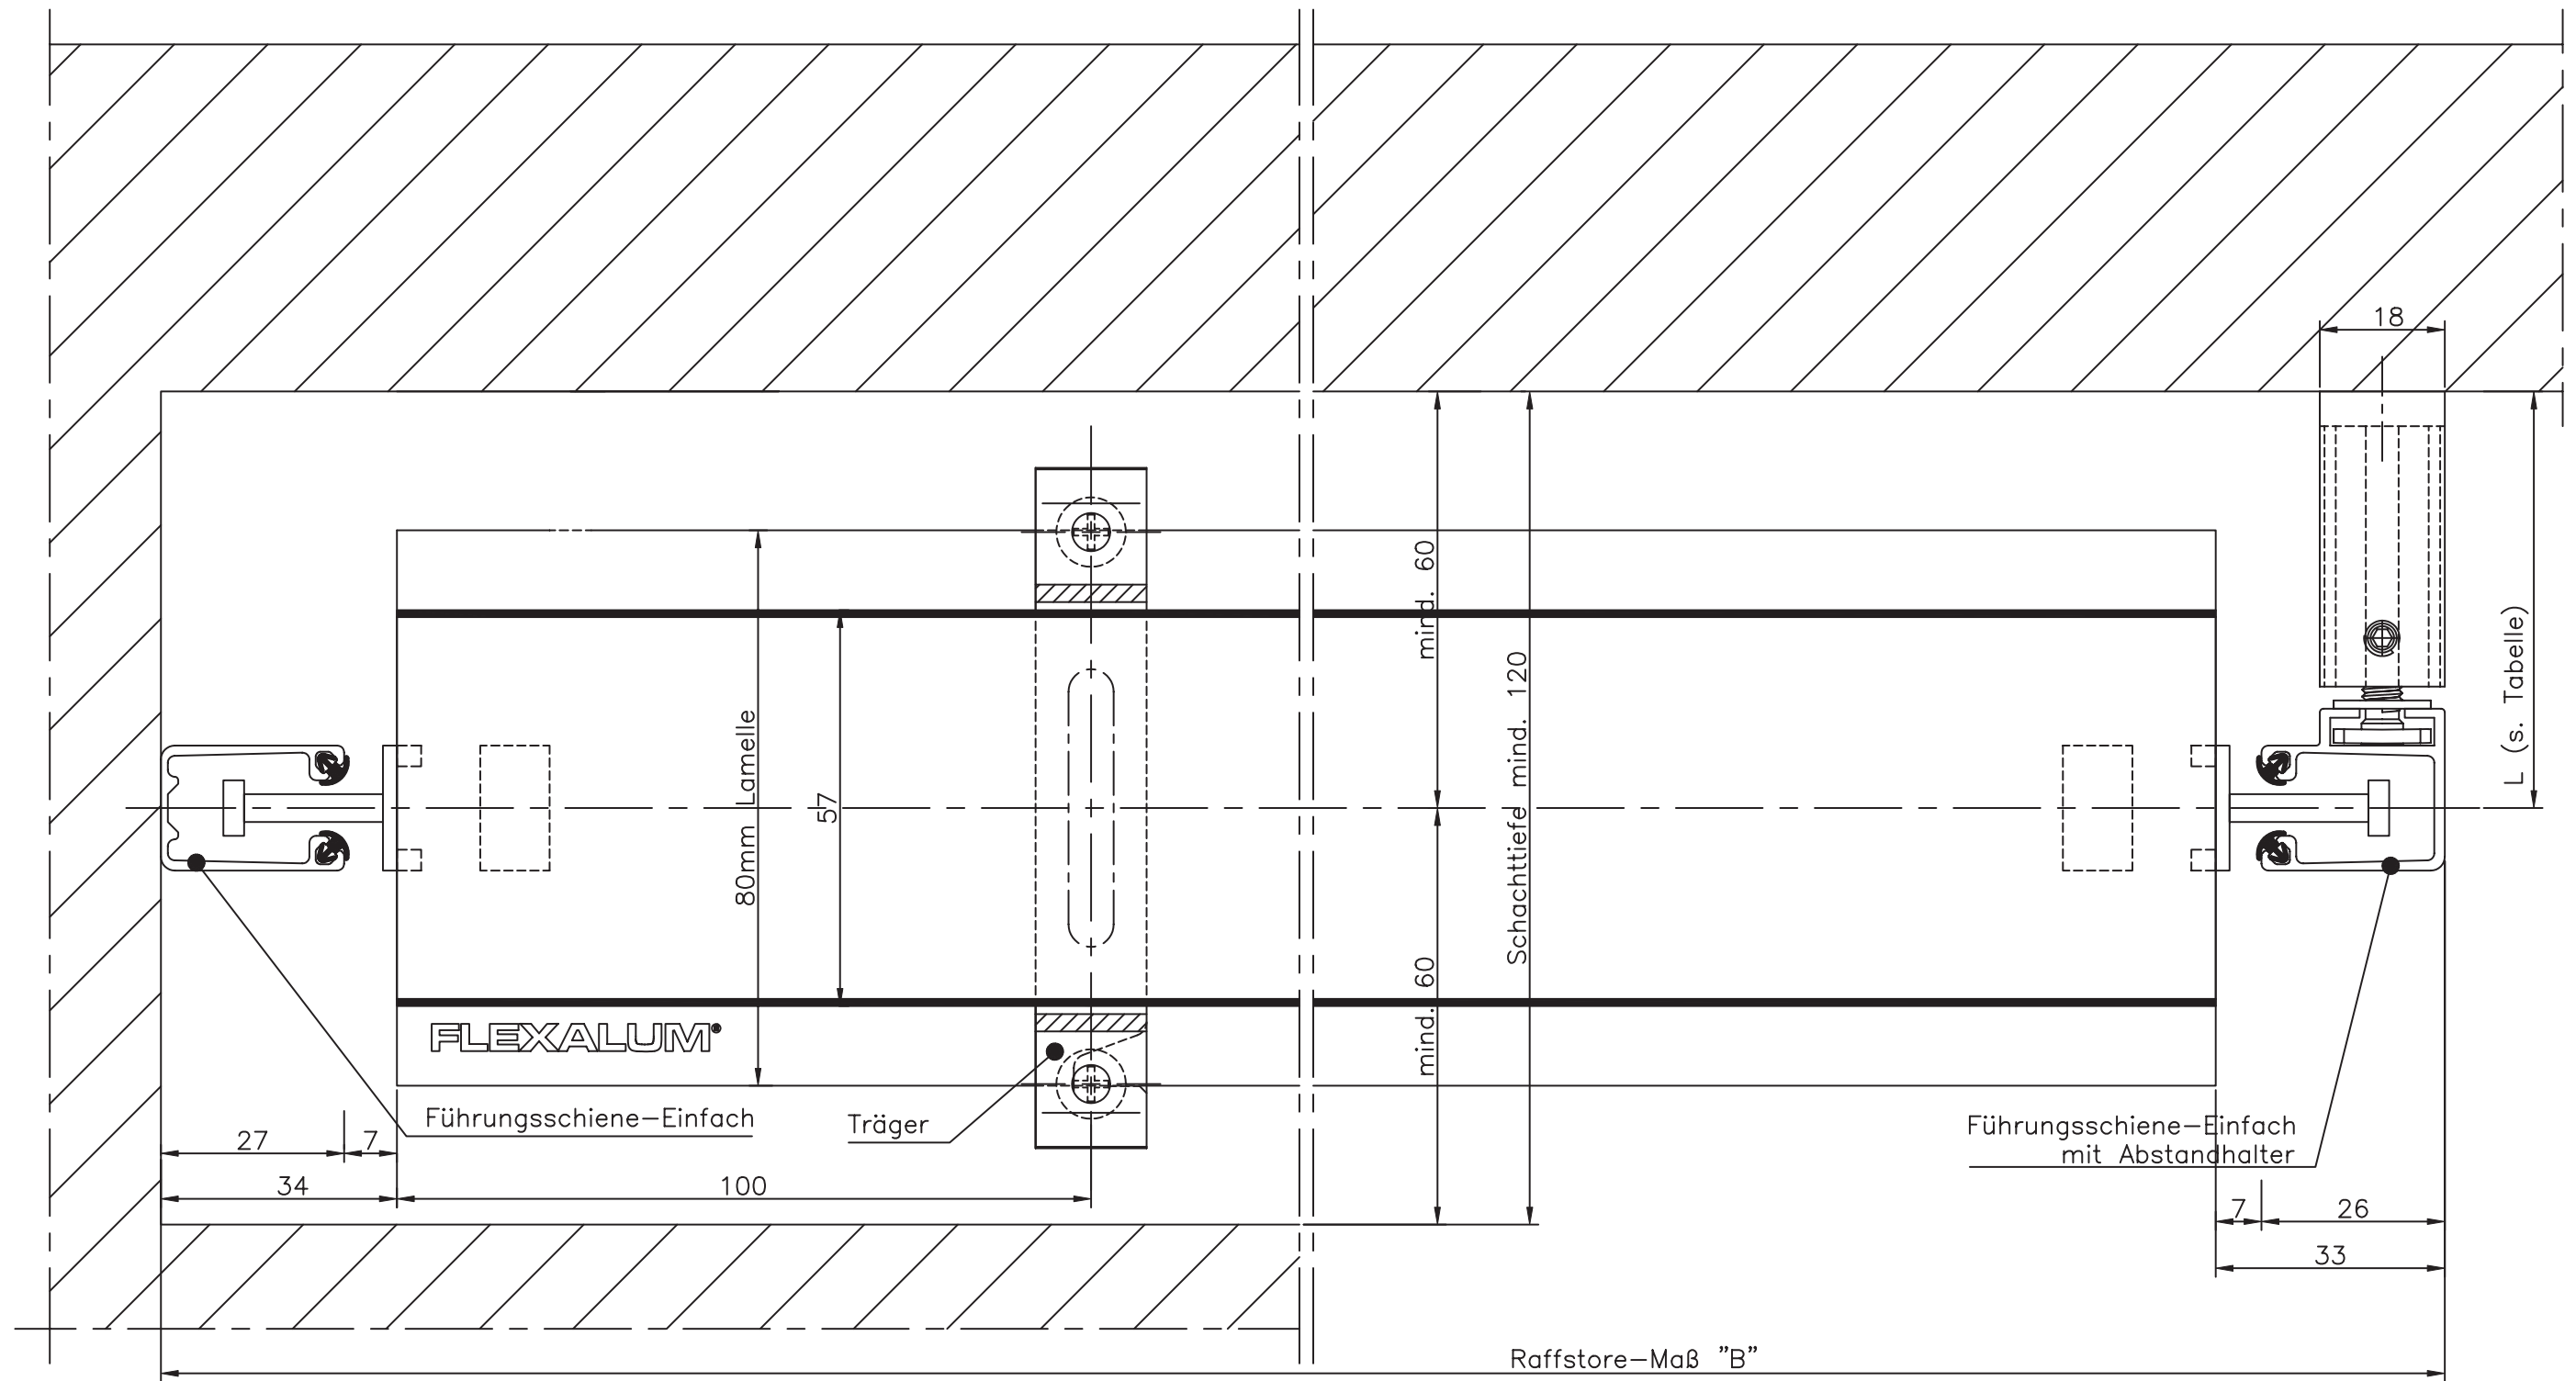 18
mind. 60
L (s. Tabelle)
Schachttiefe mind. 120
80mm Lamelle
57
mind. 60
FLEXALUM®
Führungsschiene-Einfach
Träger
Führungsschiene-Einfach
mit Abstandhalter
27
7
34
100
7
26
33
Raffstore-Maß "B"